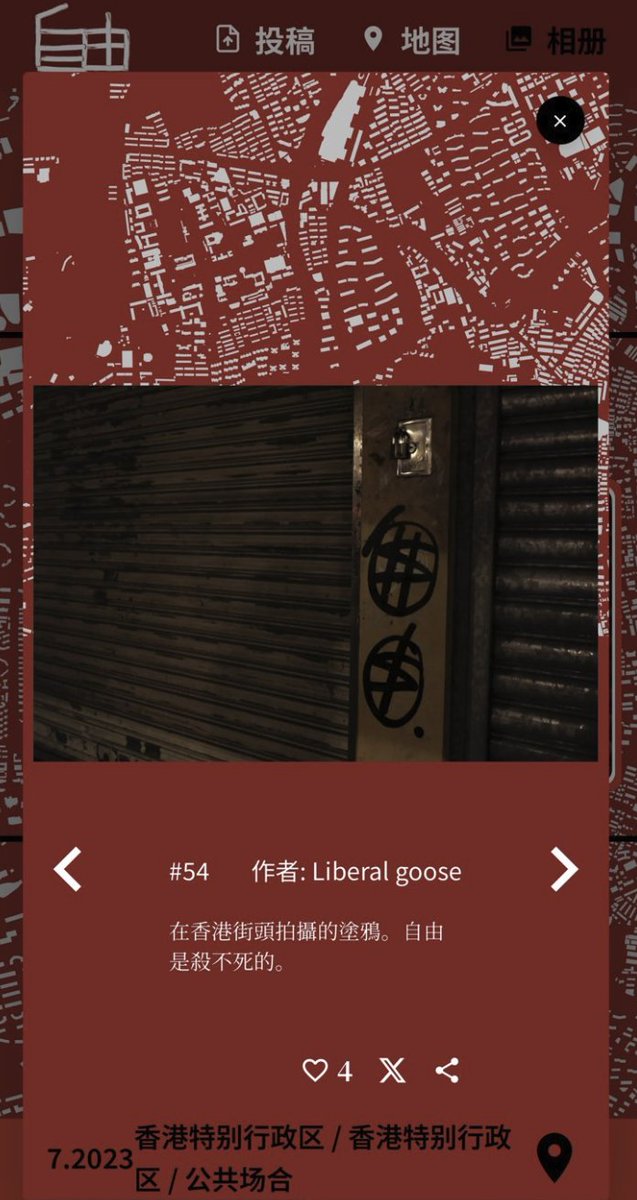 自由
投稿
地图
相册
自
由
#54 作者: Liberal goose
在香港街頭拍攝的塗鴉。自由
是殺不死的。
4
7.2023
香港特别行政区 / 香港特别行政
区 / 公共场合